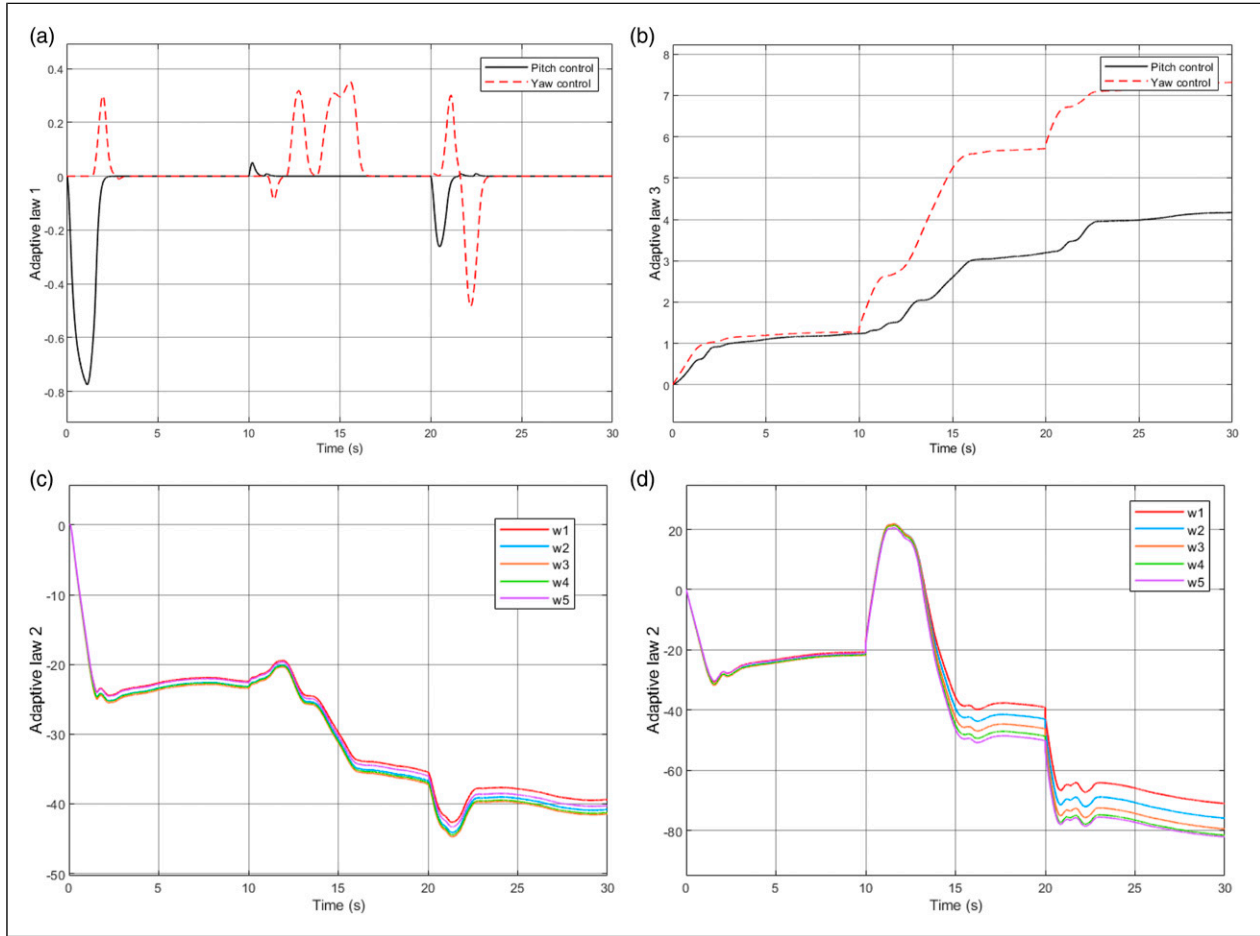 (a)
Pitch control
Yaw control
0.4
0.2
0
-0.2
-0.4
-0.6
-0.8
Adaptive law 1
0 5 10 15 20 25 30
Time (s)
(b)
Pitch control
Yaw control
8
7
6
5
4
3
2
1
0
Adaptive law 3
0 5 10 15 20 25 30
Time (s)
(c)
w1
w2
w3
w4
w5
0
-10
-20
-30
-40
-50
Adaptive law 2
0 5 10 15 20 25 30
Time (s)
(d)
w1
w2
w3
w4
w5
20
0
-20
-40
-60
-80
Adaptive law 2
0 5 10 15 20 25 30
Time (s)